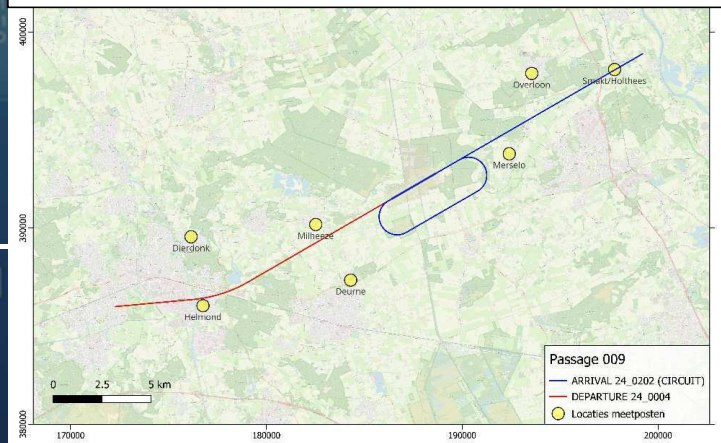 400000
Overloon
Smakt/Holthees
Merselo
390000
Milheeze
Dierdonk
Deurne
Helmond
Passage 009
ARRIVAL 24_0202 (CIRCUIT)
DEPARTURE 24_0004
Locaties meetposten
0 2.5 5 km
380000
170000 180000 190000 200000